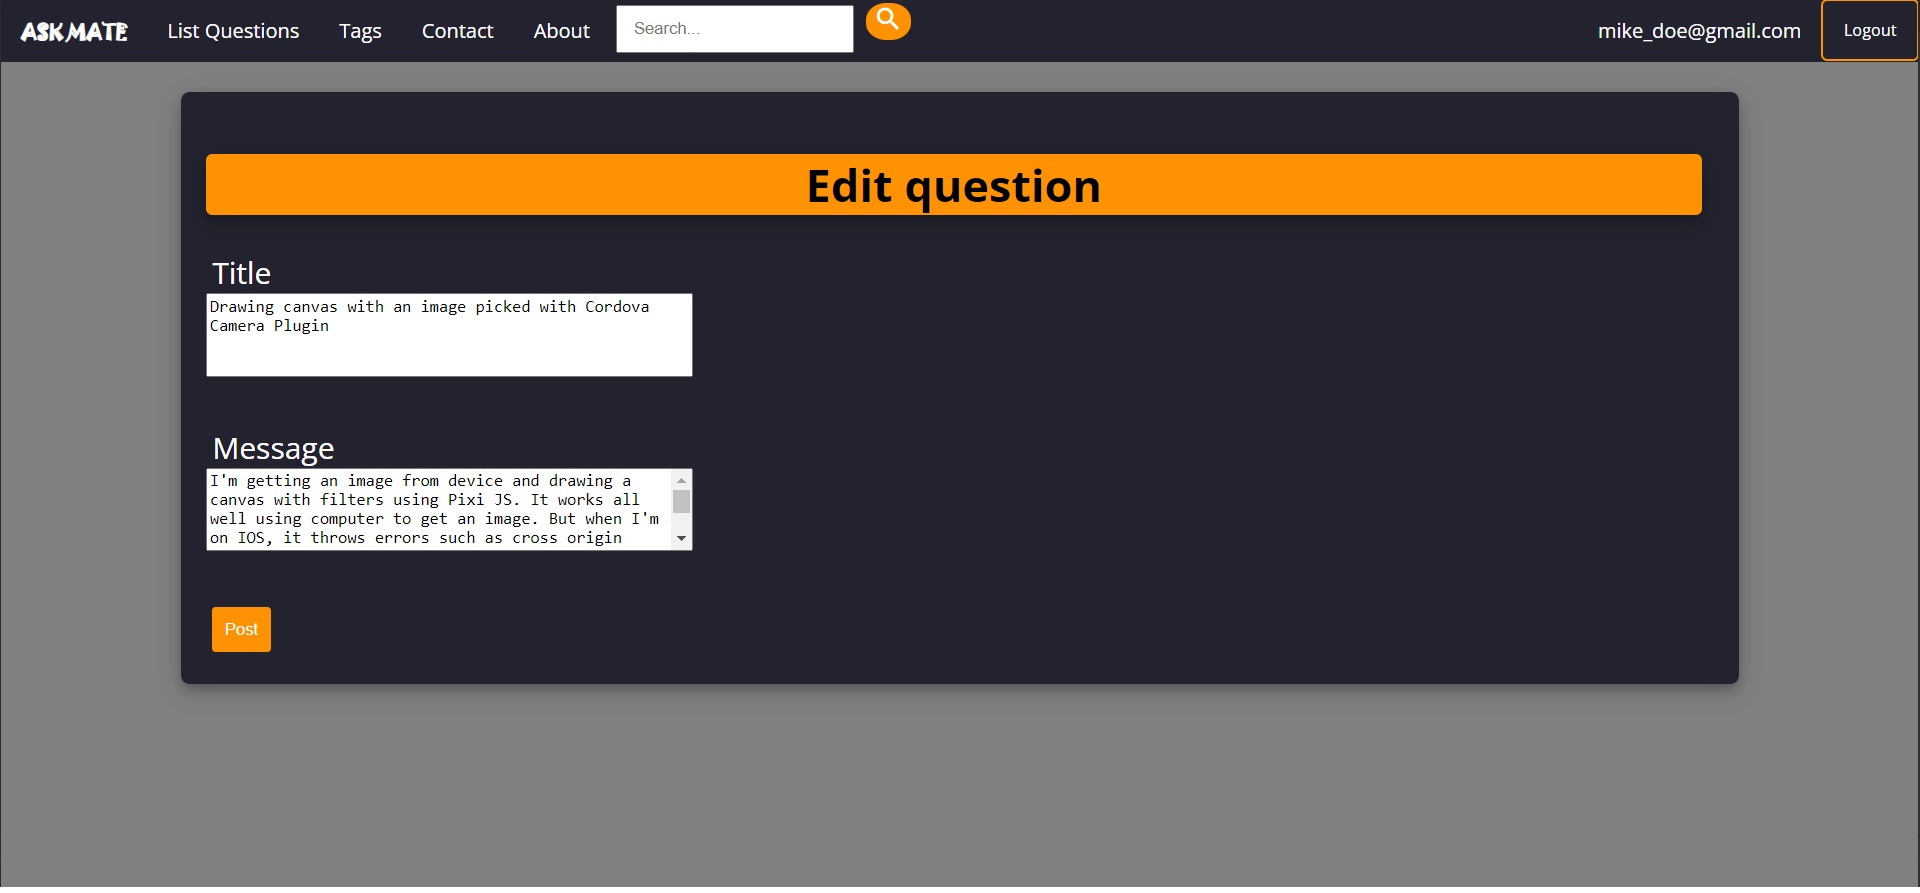 ASK MATE
List Questions
Tags
Contact
About
Search...
mike_doe@gmail.com
Logout
Edit question
Title
Drawing canvas with an image picked with Cordova
Camera Plugin
Message
I'm getting an image from device and drawing a
canvas with filters using Pixi JS. It works all
well using computer to get an image. But when I'm
on IOS, it throws errors such as cross origin
Post